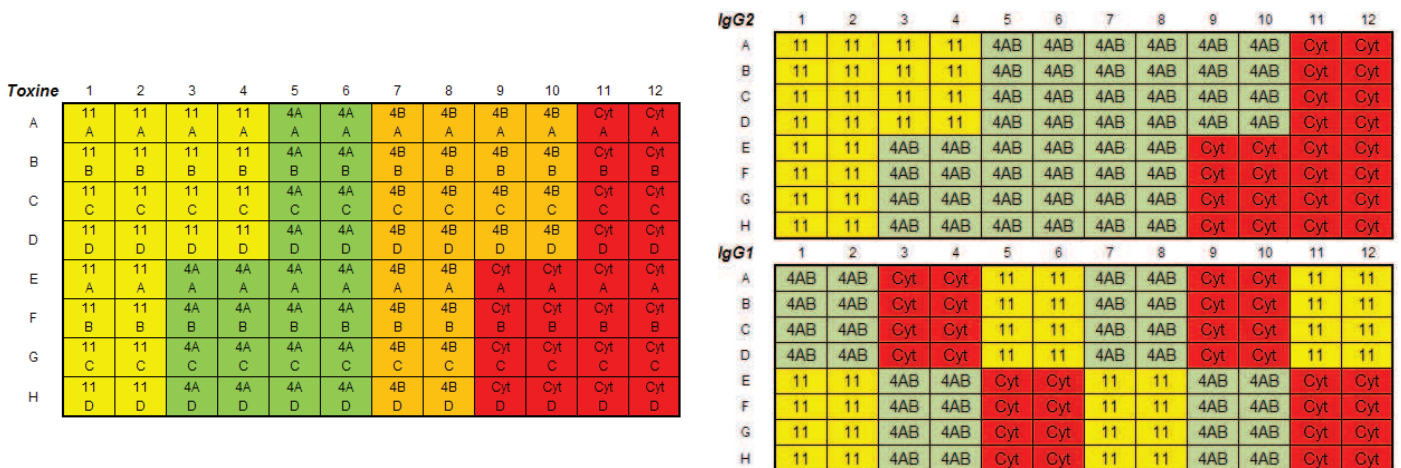 Toxine 1 2 3 4 5 6 7 8 9 10 11 12
A 11 11 11 11 4A 4A 4B 4B 4B 4B Cyt Cyt
A A A A A A A A A A A A
B 11 11 11 11 4A 4A 4B 4B 4B 4B Cyt Cyt
B B B B B B B B B B B B
C 11 11 11 11 4A 4A 4B 4B 4B 4B Cyt Cyt
C C C C C C C C C C C C
D 11 11 11 11 4A 4A 4B 4B 4B 4B Cyt Cyt
D D D D D D D D D D D D
E 11 11 4A 4A 4A 4A 4B 4B Cyt Cyt Cyt Cyt
A A A A A A A A A A A A
F 11 11 4A 4A 4A 4A 4B 4B Cyt Cyt Cyt Cyt
B B B B B B B B B B B B
G 11 11 4A 4A 4A 4A 4B 4B Cyt Cyt Cyt Cyt
C C C C C C C C C C C C
H 11 11 4A 4A 4A 4A 4B 4B Cyt Cyt Cyt Cyt
D D D D D D D D D D D D
IgG2 1 2 3 4 5 6 7 8 9 10 11 12
A 11 11 11 11 4AB 4AB 4AB 4AB 4AB 4AB Cyt Cyt
B 11 11 11 11 4AB 4AB 4AB 4AB 4AB 4AB Cyt Cyt
C 11 11 11 11 4AB 4AB 4AB 4AB 4AB 4AB Cyt Cyt
D 11 11 11 11 4AB 4AB 4AB 4AB 4AB 4AB Cyt Cyt
E 11 11 4AB 4AB 4AB 4AB 4AB 4AB Cyt Cyt Cyt Cyt
F 11 11 4AB 4AB 4AB 4AB 4AB 4AB Cyt Cyt Cyt Cyt
G 11 11 4AB 4AB 4AB 4AB 4AB 4AB Cyt Cyt Cyt Cyt
H 11 11 4AB 4AB 4AB 4AB 4AB 4AB Cyt Cyt Cyt Cyt
IgG1 1 2 3 4 5 6 7 8 9 10 11 12
A 4AB 4AB Cyt Cyt 11 11 4AB 4AB Cyt Cyt 11 11
B 4AB 4AB Cyt Cyt 11 11 4AB 4AB Cyt Cyt 11 11
C 4AB 4AB Cyt Cyt 11 11 4AB 4AB Cyt Cyt 11 11
D 4AB 4AB Cyt Cyt 11 11 4AB 4AB Cyt Cyt 11 11
E 11 11 4AB 4AB Cyt Cyt 11 11 4AB 4AB Cyt Cyt
F 11 11 4AB 4AB Cyt Cyt 11 11 4AB 4AB Cyt Cyt
G 11 11 4AB 4AB Cyt Cyt 11 11 4AB 4AB Cyt Cyt
H 11 11 4AB 4AB Cyt Cyt 11 11 4AB 4AB Cyt Cyt